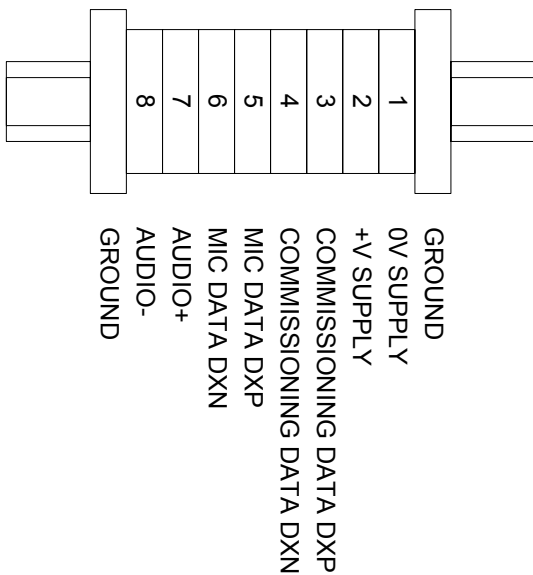 1
2
3
4
5
6
7
8
GROUND
0V SUPPLY
+V SUPPLY
COMMISSIONING DATA DXP
COMMISSIONING DATA DXN
MIC DATA DXP
MIC DATA DXN
AUDIO+
AUDIO-
GROUND